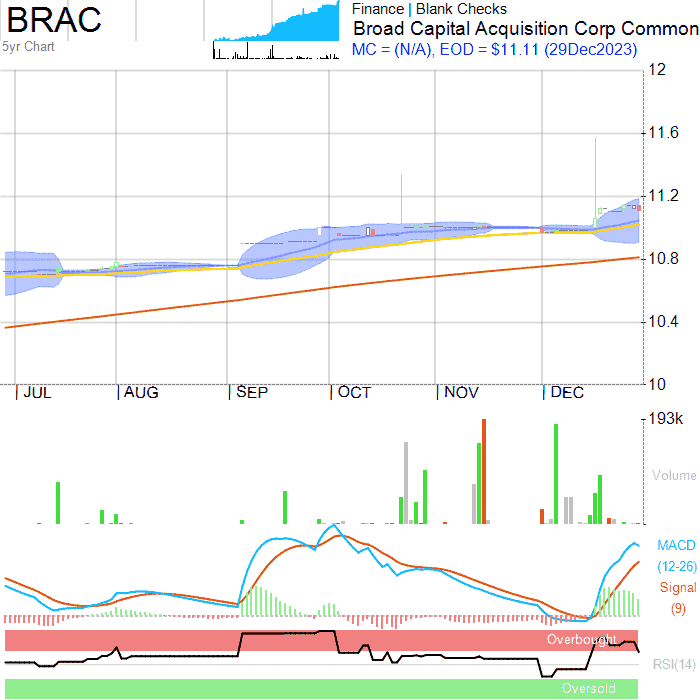 BRAC
5yr Chart
Finance | Blank Checks
Broad Capital Acquisition Corp Common
MC = (N/A), EOD = $11.11 (29Dec2023)
12
11.6
11.2
10.8
10.4
10
JUL AUG SEP OCT NOV DEC
193k
Volume
MACD
(12-26)
Signal
(9)
Overbought
RSI(14)
Oversold